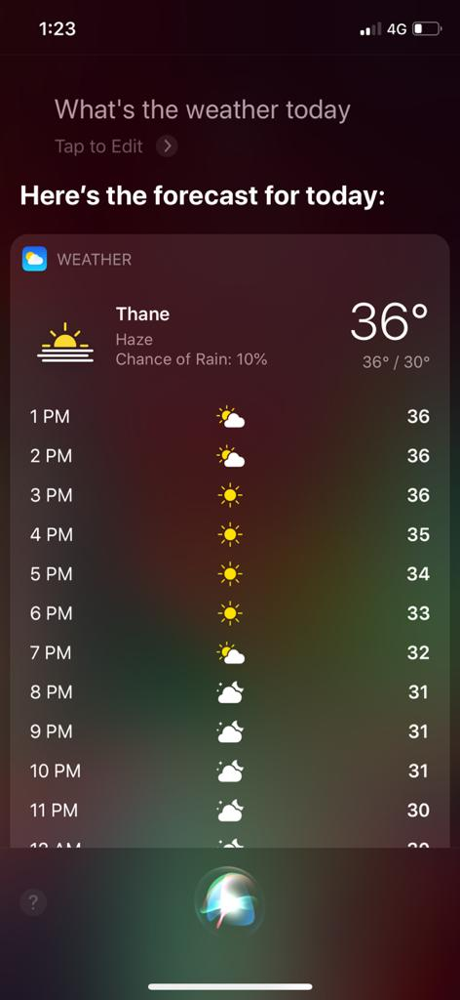 1:23
4G
What's the weather today
Tap to Edit
Here's the forecast for today:
WEATHER
Thane
36°
Haze
Chance of Rain: 10%
36° / 30°
1 PM 36
2 PM 36
3 PM 36
4 PM 35
5 PM 34
6 PM 33
7 PM 32
8 PM 31
9 PM 31
10 PM 31
11 PM 30
?